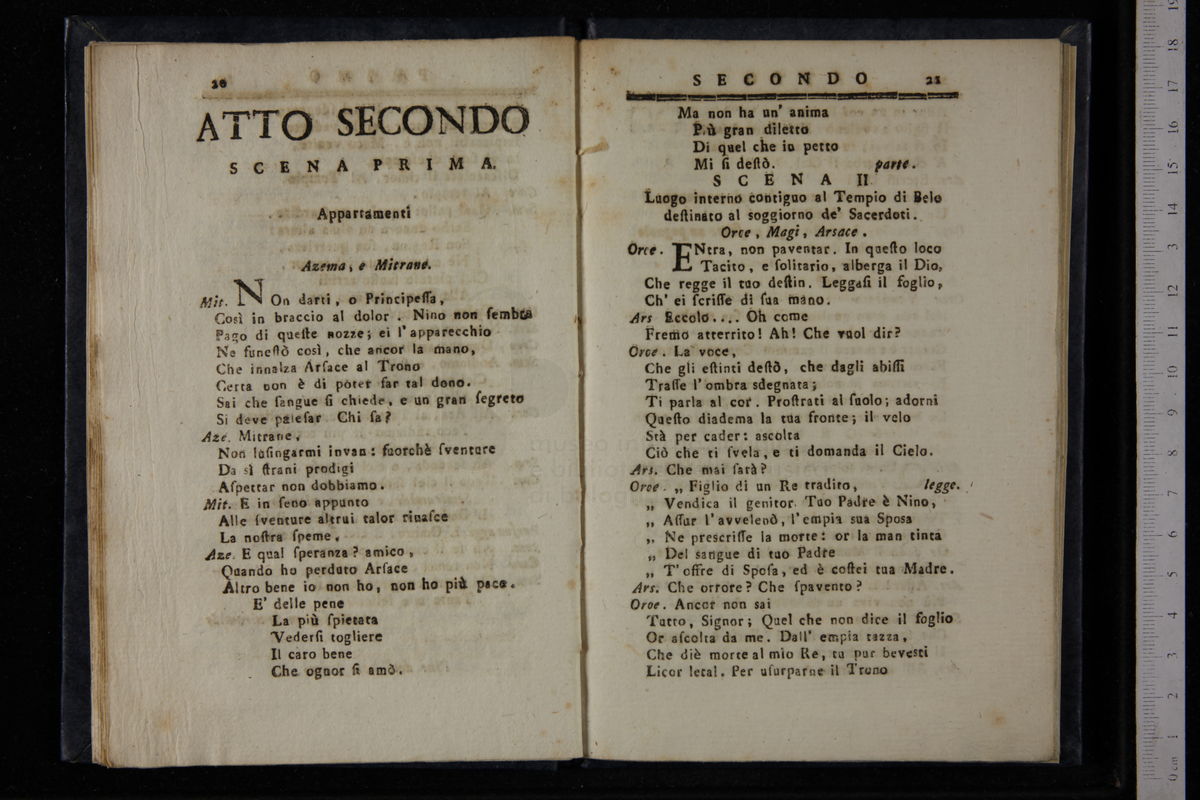 20
ATTO SECONDO
SCENA PRIMA.
Appartamenti
Azema, e Mitrane.
Mit. NOn darti, o Principeſſa,
Così in braccio al dolor. Nino non ſembra
Pago di queſte nozze; ei l'apparecchio
Ne funeſtò così, che ancor la mano,
Che innalza Arſace al Trono
Certa non è di poter far tal dono.
Sai che ſangue ſi chiede, e un gran ſegreto
Si deve paleſar Chi ſa?
Aze. Mitrane,
Non luſingarmi invan: fuorchè ſventure
Da sì ſtrani prodigi
Aſpettar non dobbiamo.
Mit. E in ſeno appunto
Alle ſventure altrui talor rinaſce
La noſtra ſpeme.
Aze. E qual ſperanza? amico,
Quando ho perduto Arſace
Altro bene io non ho, non ho più pace.
E' delle pene
La più ſpietata
Vederſi togliere
Il caro bene
Che ognor ſi amò.
SECONDO 21
Ma non ha un' anima
Più gran diletto
Di quel che in petto
Mi ſi deſtò. parte.
SCENA II.
Luogo interno contiguo al Tempio di Belo
deſtinato al soggiorno de' Sacerdoti.
Oroe, Magi, Arsace.
Oroe. ENtra, non paventar. In queſto loco
Tacito, e ſolitario, alberga il Dio,
Che regge il tuo deſtin. Leggaſi il foglio,
Ch' ei ſcriſſe di ſua mano.
Ars Eccolo.... Oh come
Fremo atterrito! Ah! Che vuol dir?
Oroe. La voce,
Che gli eſtinti deſtò, che dagli abiſſi
Traſſe l'ombra sdegnata;
Ti parla al cor. Proſtrati al ſuolo; adorni
Queſto diadema la tua fronte; il velo
Stà per cader: ascolta
Ciò che ti ſvela, e ti domanda il Cielo.
Ars. Che mai ſarà?
Oroe. „ Figlio di un Re tradito, legge.
„ Vendica il genitor. Tuo Padre è Nino,
„ Aſſur l'avvelenò, l'empia sua Sposa
„ Ne prescriſſe la morte: or la man tinta
„ Del sangue di tuo Padre
„ T'offre di Spoſa, ed è coſtei tua Madre.
Ars. Che orrore? Che ſpavento?
Oroe. Ancor non sai
Tutto, Signor; Quel che non dice il foglio
Or aſcolta da me. Dall' empia tazza,
Che diè morte al mio Re, tu pur bevesti
Licor letal. Per uſurparne il Trono